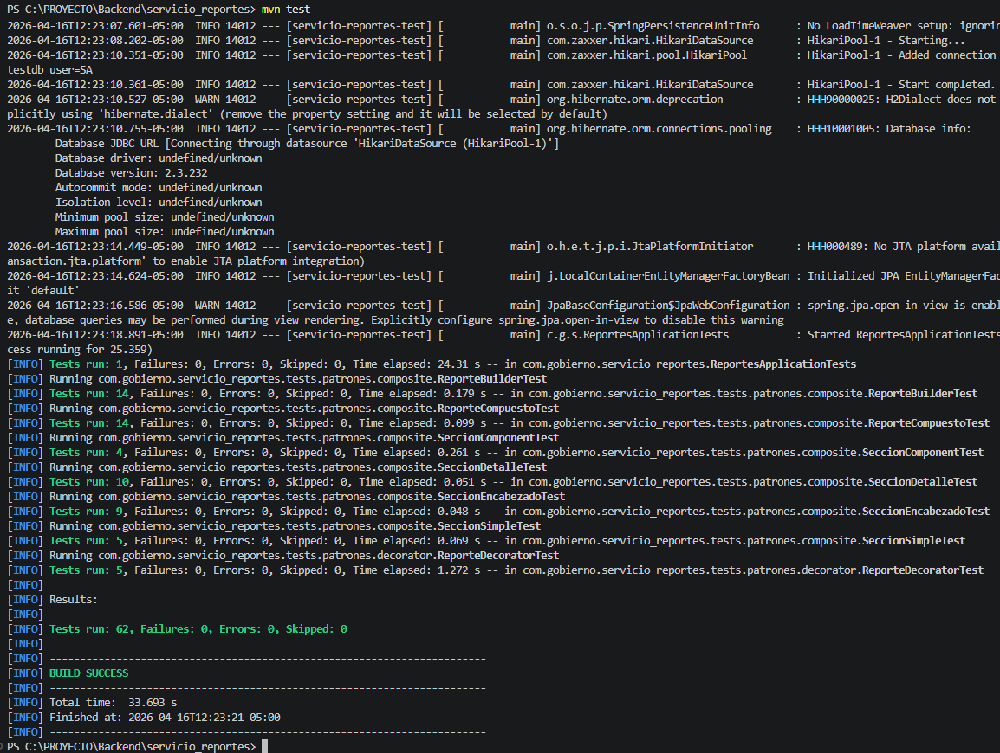 PS C:\PROYECTO\Backend\servicio_reportes> mvn test
2026-04-16T12:23:07.601-05:00  INFO 14012 --- [servicio-reportes-test] [           main] o.s.o.j.p.SpringPersistenceUnitInfo      : No LoadTimeWeaver setup: ignorin
2026-04-16T12:23:08.202-05:00  INFO 14012 --- [servicio-reportes-test] [           main] com.zaxxer.hikari.HikariDataSource       : HikariPool-1 - Starting...
2026-04-16T12:23:10.351-05:00  INFO 14012 --- [servicio-reportes-test] [           main] com.zaxxer.hikari.pool.HikariPool        : HikariPool-1 - Added connection
testdb user=SA
2026-04-16T12:23:10.361-05:00  INFO 14012 --- [servicio-reportes-test] [           main] com.zaxxer.hikari.HikariDataSource       : HikariPool-1 - Start completed.
2026-04-16T12:23:10.527-05:00  WARN 14012 --- [servicio-reportes-test] [           main] org.hibernate.orm.deprecation            : HHH90000025: H2Dialect does not
plicitly using 'hibernate.dialect' (remove the property setting and it will be selected by default)
2026-04-16T12:23:10.755-05:00  INFO 14012 --- [servicio-reportes-test] [           main] org.hibernate.orm.connections.pooling    : HHH10001005: Database info:
        Database JDBC URL [Connecting through datasource 'HikariDataSource (HikariPool-1)']
        Database driver: undefined/unknown
        Database version: 2.3.232
        Autocommit mode: undefined/unknown
        Isolation level: undefined/unknown
        Minimum pool size: undefined/unknown
        Maximum pool size: undefined/unknown
2026-04-16T12:23:14.449-05:00  INFO 14012 --- [servicio-reportes-test] [           main] o.h.e.t.j.p.i.JtaPlatformInitiator       : HHH000489: No JTA platform avai
ansaction.jta.platform' to enable JTA platform integration)
2026-04-16T12:23:14.624-05:00  INFO 14012 --- [servicio-reportes-test] [           main] j.LocalContainerEntityManagerFactoryBean : Initialized JPA EntityManagerFac
it 'default'
2026-04-16T12:23:16.586-05:00  WARN 14012 --- [servicio-reportes-test] [           main] JpaBaseConfiguration$JpaWebConfiguration : spring.jpa.open-in-view is enabl
e, database queries may be performed during view rendering. Explicitly configure spring.jpa.open-in-view to disable this warning
2026-04-16T12:23:18.891-05:00  INFO 14012 --- [servicio-reportes-test] [           main] c.g.s.ReportesApplicationTests           : Started ReportesApplicationTests
cess running for 25.359)
[INFO] Tests run: 1, Failures: 0, Errors: 0, Skipped: 0, Time elapsed: 24.31 s -- in com.gobierno.servicio_reportes.ReportesApplicationTests
[INFO] Running com.gobierno.servicio_reportes.tests.patrones.composite.ReporteBuilderTest
[INFO] Tests run: 14, Failures: 0, Errors: 0, Skipped: 0, Time elapsed: 0.179 s -- in com.gobierno.servicio_reportes.tests.patrones.composite.ReporteBuilderTest
[INFO] Running com.gobierno.servicio_reportes.tests.patrones.composite.ReporteCompuestoTest
[INFO] Tests run: 14, Failures: 0, Errors: 0, Skipped: 0, Time elapsed: 0.099 s -- in com.gobierno.servicio_reportes.tests.patrones.composite.ReporteCompuestoTest
[INFO] Running com.gobierno.servicio_reportes.tests.patrones.composite.SeccionComponentTest
[INFO] Tests run: 4, Failures: 0, Errors: 0, Skipped: 0, Time elapsed: 0.261 s -- in com.gobierno.servicio_reportes.tests.patrones.composite.SeccionComponentTest
[INFO] Running com.gobierno.servicio_reportes.tests.patrones.composite.SeccionDetalleTest
[INFO] Tests run: 10, Failures: 0, Errors: 0, Skipped: 0, Time elapsed: 0.051 s -- in com.gobierno.servicio_reportes.tests.patrones.composite.SeccionDetalleTest
[INFO] Running com.gobierno.servicio_reportes.tests.patrones.composite.SeccionEncabezadoTest
[INFO] Tests run: 9, Failures: 0, Errors: 0, Skipped: 0, Time elapsed: 0.048 s -- in com.gobierno.servicio_reportes.tests.patrones.composite.SeccionEncabezadoTest
[INFO] Running com.gobierno.servicio_reportes.tests.patrones.composite.SeccionSimpleTest
[INFO] Tests run: 5, Failures: 0, Errors: 0, Skipped: 0, Time elapsed: 0.069 s -- in com.gobierno.servicio_reportes.tests.patrones.composite.SeccionSimpleTest
[INFO] Running com.gobierno.servicio_reportes.tests.patrones.decorator.ReporteDecoratorTest
[INFO] Tests run: 5, Failures: 0, Errors: 0, Skipped: 0, Time elapsed: 1.272 s -- in com.gobierno.servicio_reportes.tests.patrones.decorator.ReporteDecoratorTest
[INFO]
[INFO] Results:
[INFO]
[INFO] Tests run: 62, Failures: 0, Errors: 0, Skipped: 0
[INFO]
[INFO] ------------------------------------------------------------------------
[INFO] BUILD SUCCESS
[INFO] ------------------------------------------------------------------------
[INFO] Total time:  33.693 s
[INFO] Finished at: 2026-04-16T12:23:21-05:00
[INFO] ------------------------------------------------------------------------
PS C:\PROYECTO\Backend\servicio_reportes>